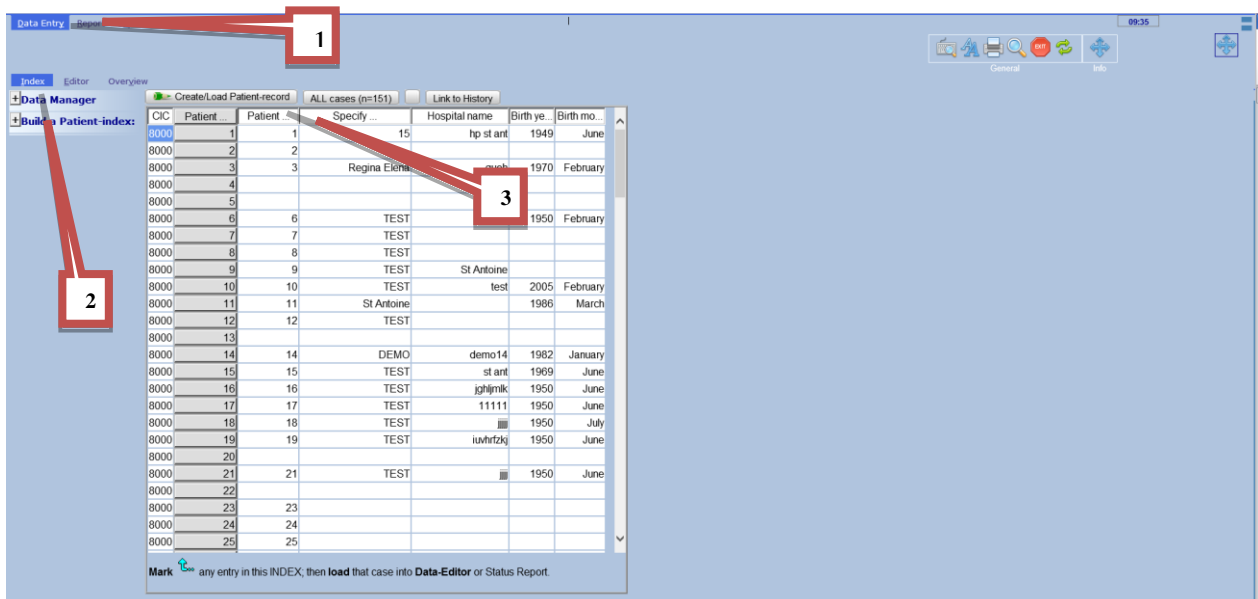 Data Entry Repor 09:35
1
General Info
Index Editor Overview
Data Manager
Build a Patient-index:
Create/Load Patient-record ALL cases (n=151) Link to History
CIC Patient ... Patient ... Specify ... Hospital name Birth ye... Birth mo...
8000 1 1 15 hp st ant 1949 June
8000 2 2
8000 3 3 Regina Elena 1970 February
8000 4
8000 5
3
8000 6 6 TEST 1950 February
8000 7 7 TEST
8000 8 8 TEST
8000 9 9 TEST St Antoine
8000 10 10 TEST test 2005 February
2
8000 11 11 St Antoine 1986 March
8000 12 12 TEST
8000 13
8000 14 14 DEMO demo14 1982 January
8000 15 15 TEST st ant 1969 June
8000 16 16 TEST jghljmlk 1950 June
8000 17 17 TEST 11111 1950 June
8000 18 18 TEST 1950 July
8000 19 19 TEST iuvhrfzkj 1950 June
8000 20
8000 21 21 TEST 1950 June
8000 22
8000 23 23
8000 24 24
8000 25 25
Mark any entry in this INDEX; then load that case into Data-Editor or Status Report.